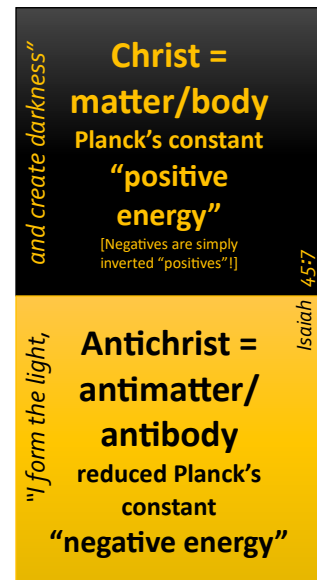 and create darkness”
Christ =
matter/body
Planck’s constant
“positive
energy”
[Negatives are simply
inverted “positives”!]
Isaiah 45:7
“I form the light,
Antichrist =
antimatter/
antibody
reduced Planck’s
constant
“negative energy”